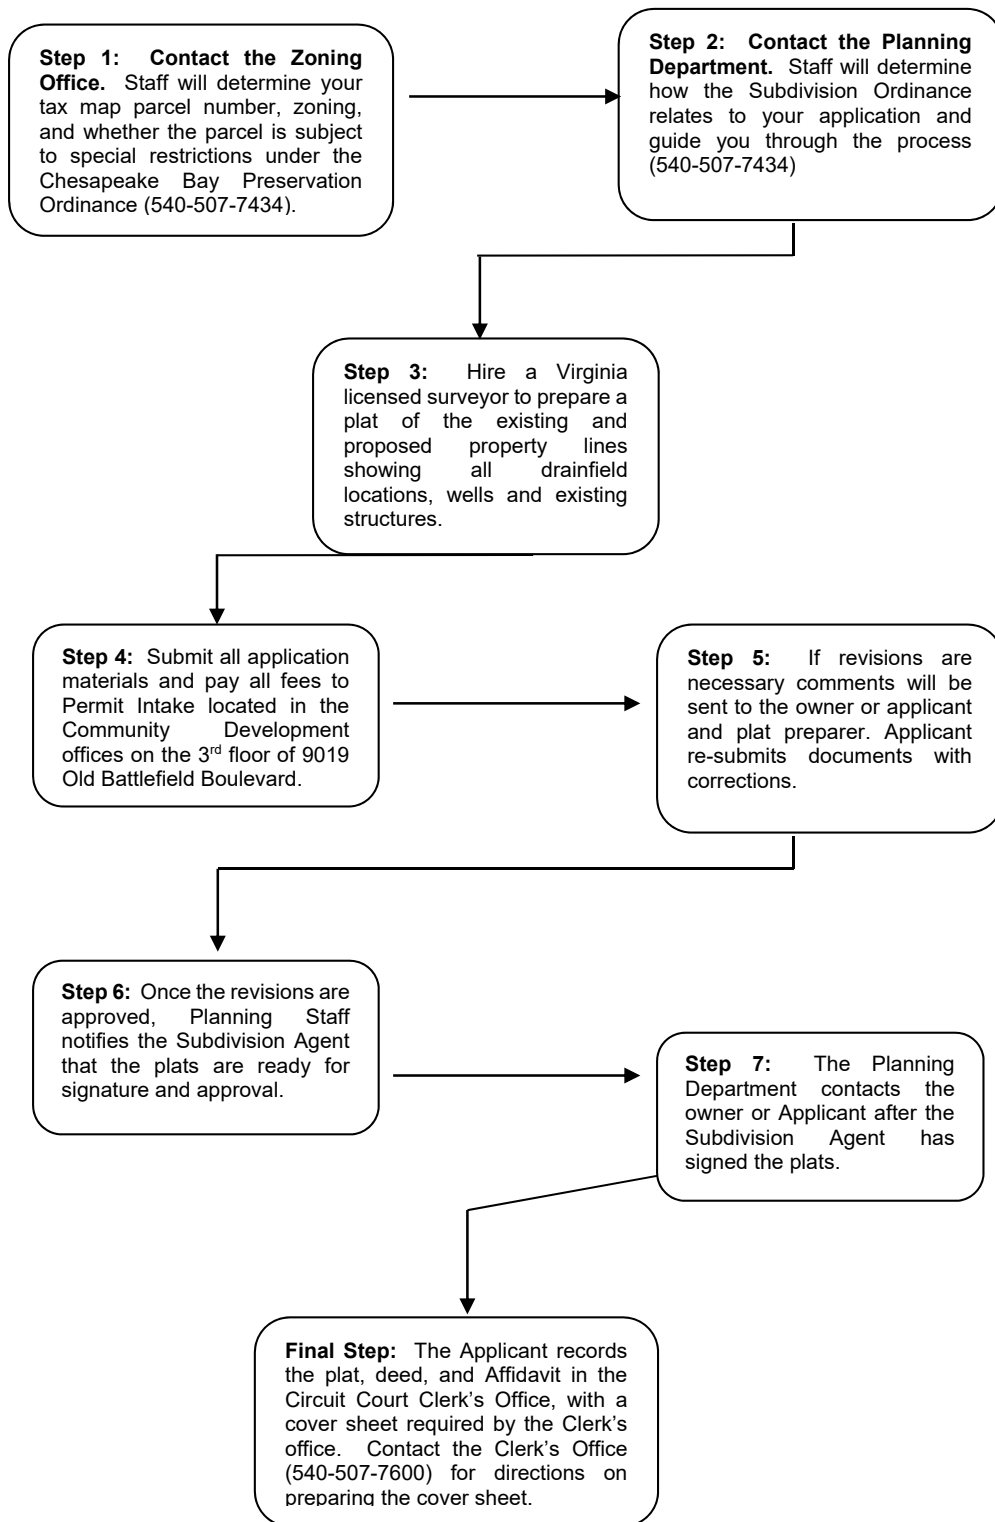 Step 1: Contact the Zoning
Office. Staff will determine your
tax map parcel number, zoning,
and whether the parcel is subject
to special restrictions under the
Chesapeake Bay Preservation
Ordinance (540-507-7434).
Step 2: Contact the Planning
Department. Staff will determine
how the Subdivision Ordinance
relates to your application and
guide you through the process
(540-507-7434)
Step 3: Hire a Virginia
licensed surveyor to prepare a
plat of the existing and
proposed property lines
showing all drainfield
locations, wells and existing
structures.
Step 4: Submit all application
materials and pay all fees to
Permit Intake located in the
Community Development
offices on the 3rd floor of 9019
Old Battlefield Boulevard.
Step 5: If revisions are
necessary comments will be
sent to the owner or applicant
and plat preparer. Applicant
re-submits documents with
corrections.
Step 6: Once the revisions are
approved, Planning Staff
notifies the Subdivision Agent
that the plats are ready for
signature and approval.
Step 7: The Planning
Department contacts the
owner or Applicant after the
Subdivision Agent has
signed the plats.
Final Step: The Applicant records
the plat, deed, and Affidavit in the
Circuit Court Clerk's Office, with a
cover sheet required by the Clerk's
office. Contact the Clerk's Office
(540-507-7600) for directions on
preparing the cover sheet.